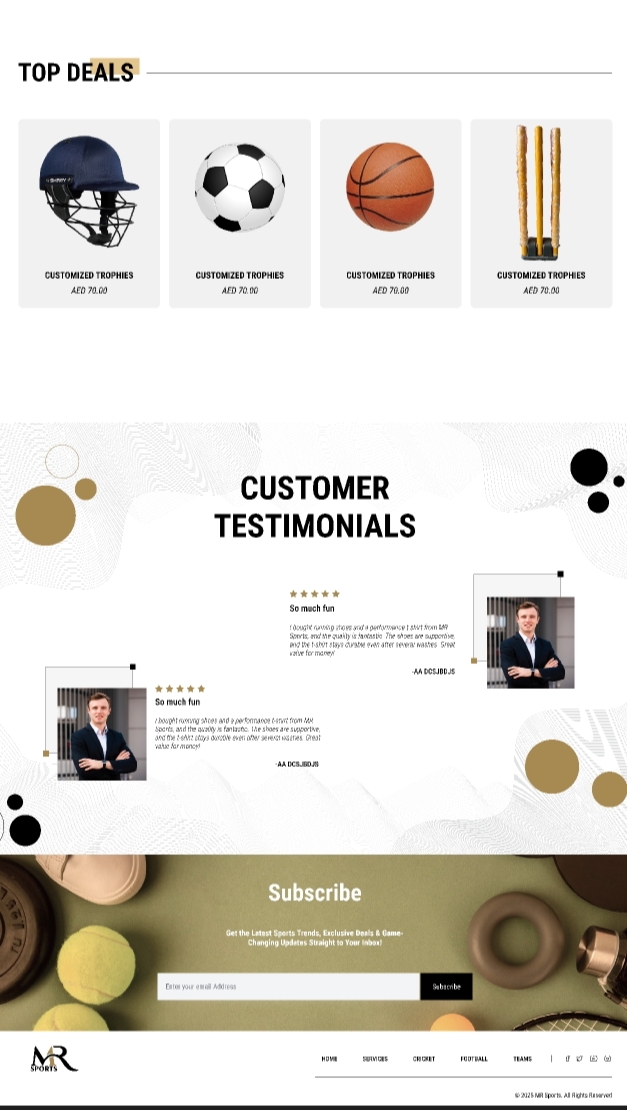 TOP DEALS
CUSTOMIZED TROPHIES
AED 70.00
CUSTOMIZED TROPHIES
AED 70.00
CUSTOMIZED TROPHIES
AED 70.00
CUSTOMIZED TROPHIES
AED 70.00
CUSTOMER
TESTIMONIALS
So much fun
I bought running shoes and a performance t-shirt from MR
Sports, and the quality is fantastic. The shoes are supportive,
and the t-shirt stays durable even after several washes. Great
value for money!
-AA DCSJBDJS
So much fun
I bought running shoes and a performance t-shirt from MR
Sports, and the quality is fantastic. The shoes are supportive,
and the t-shirt stays durable even after several washes. Great
value for money!
-AA DCSJBDJS
Subscribe
Get the Latest Sports Trends, Exclusive Deals & Game-
Changing Updates Straight to Your Inbox!
Enter your email Address
Subscribe
MR
SPORTS
HOME SERVICES CRICKET FOOTBALL TEAMS
© 2025 MR Sports. All Rights Reserved